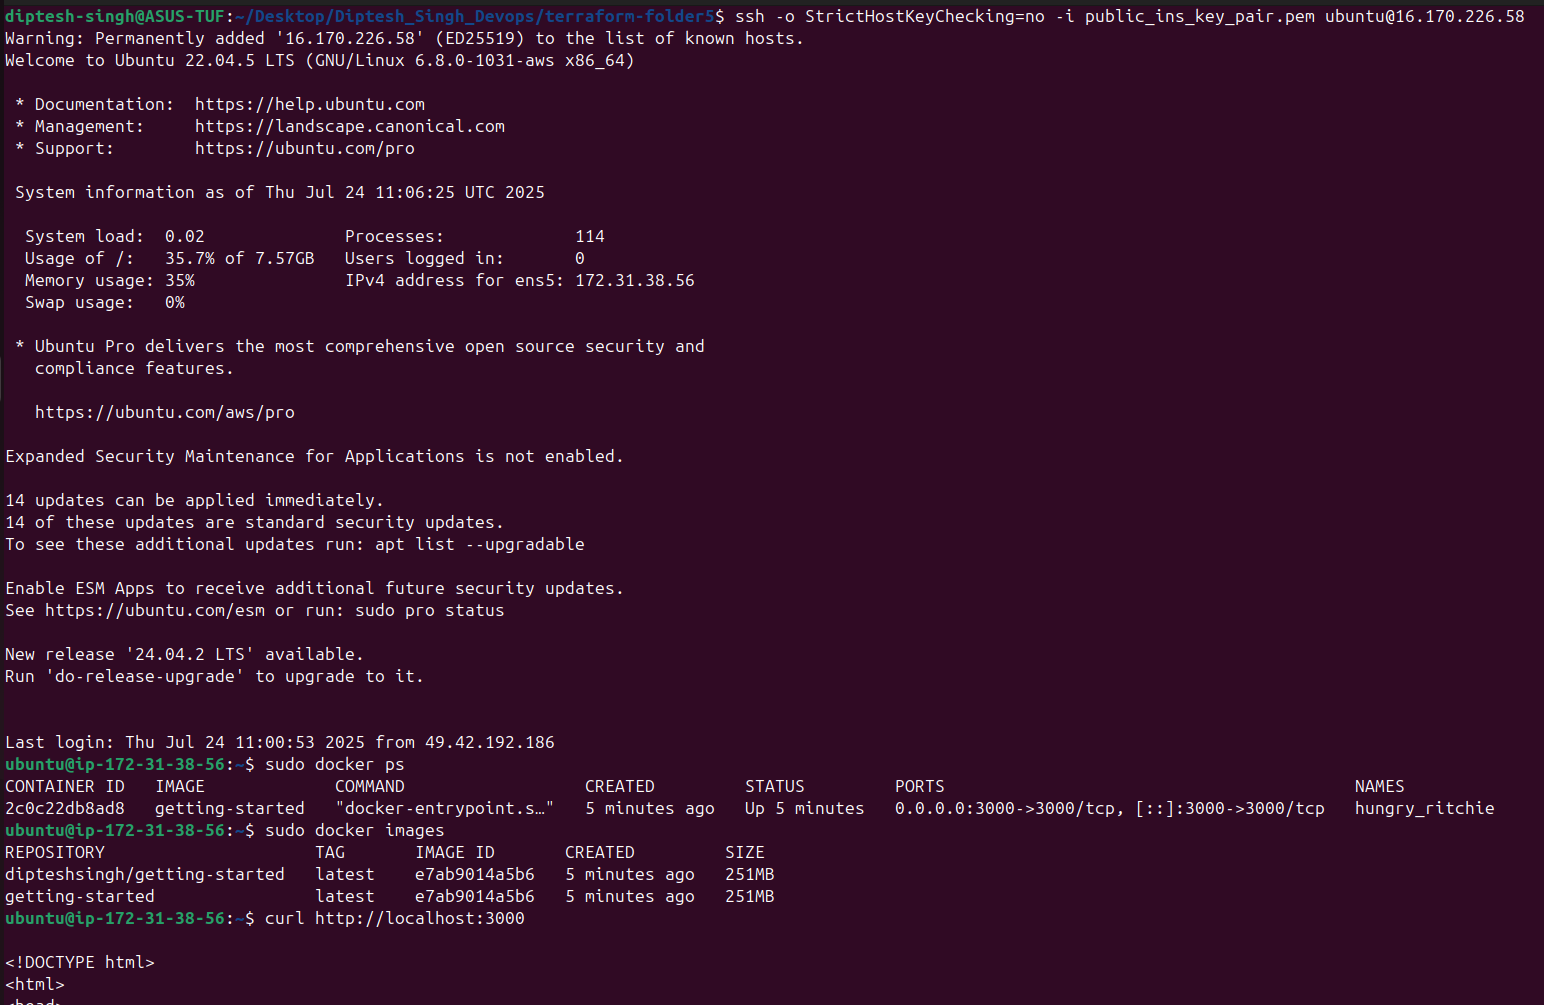 diptesh-singh@ASUS-TUF:~/Desktop/Diptesh_Singh_Devops/terraform-folder5$ ssh -o StrictHostKeyChecking=no -i public_ins_key_pair.pem ubuntu@16.170.226.58
Warning: Permanently added '16.170.226.58' (ED25519) to the list of known hosts.
Welcome to Ubuntu 22.04.5 LTS (GNU/Linux 6.8.0-1031-aws x86_64)
* Documentation:  https://help.ubuntu.com
* Management:     https://landscape.canonical.com
* Support:        https://ubuntu.com/pro
System information as of Thu Jul 24 11:06:25 UTC 2025
System load:  0.02              Processes:             114
Usage of /:   35.7% of 7.57GB   Users logged in:       0
Memory usage: 35%               IPv4 address for ens5: 172.31.38.56
Swap usage:   0%
* Ubuntu Pro delivers the most comprehensive open source security and
compliance features.
https://ubuntu.com/aws/pro
Expanded Security Maintenance for Applications is not enabled.
14 updates can be applied immediately.
14 of these updates are standard security updates.
To see these additional updates run: apt list --upgradable
Enable ESM Apps to receive additional future security updates.
See https://ubuntu.com/esm or run: sudo pro status
New release '24.04.2 LTS' available.
Run 'do-release-upgrade' to upgrade to it.
Last login: Thu Jul 24 11:00:53 2025 from 49.42.192.186
ubuntu@ip-172-31-38-56:~$ sudo docker ps
CONTAINER ID   IMAGE             COMMAND                  CREATED         STATUS         PORTS                                         NAMES
2c0c22db8ad8   getting-started   "docker-entrypoint.s…"   5 minutes ago   Up 5 minutes   0.0.0.0:3000->3000/tcp, [::]:3000->3000/tcp   hungry_ritchie
ubuntu@ip-172-31-38-56:~$ sudo docker images
REPOSITORY                     TAG       IMAGE ID       CREATED         SIZE
dipteshsingh/getting-started   latest    e7ab9014a5b6   5 minutes ago   251MB
getting-started                latest    e7ab9014a5b6   5 minutes ago   251MB
ubuntu@ip-172-31-38-56:~$ curl http://localhost:3000
<!DOCTYPE html>
<html>
<head>